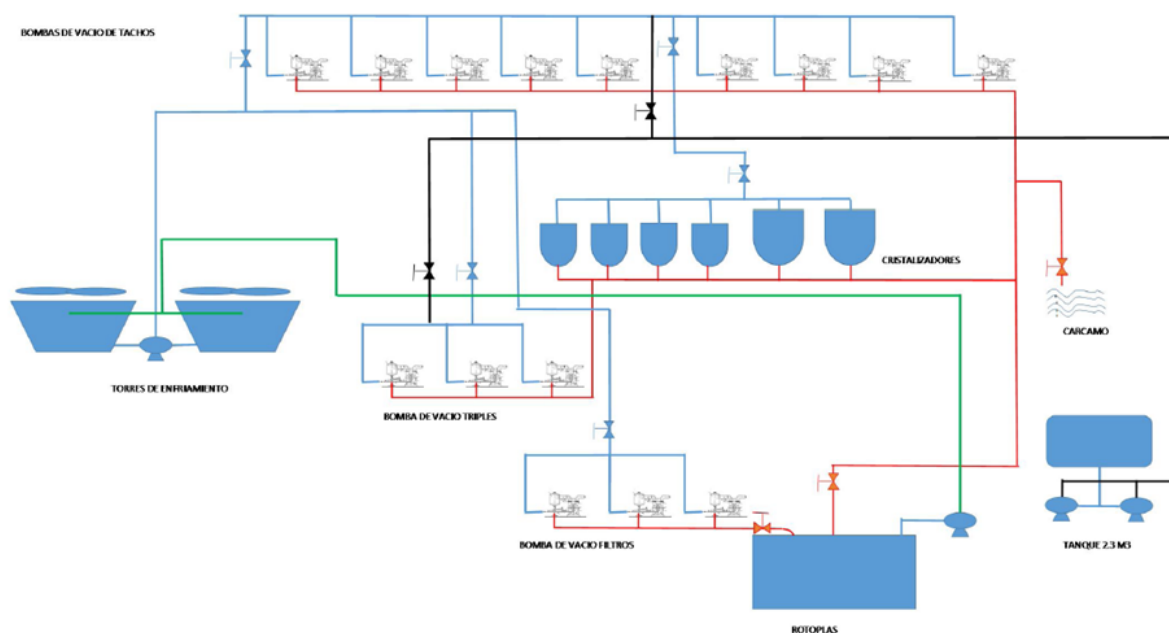 BOMBAS DE VACIO DE TACHOS
CRISTALIZADORES
CARCAMO
TORRES DE ENFRIAMIENTO
BOMBA DE VACIO TRIPLES
BOMBA DE VACIO FILTROS
TANQUE 2.3 M3
ROTOPLAS